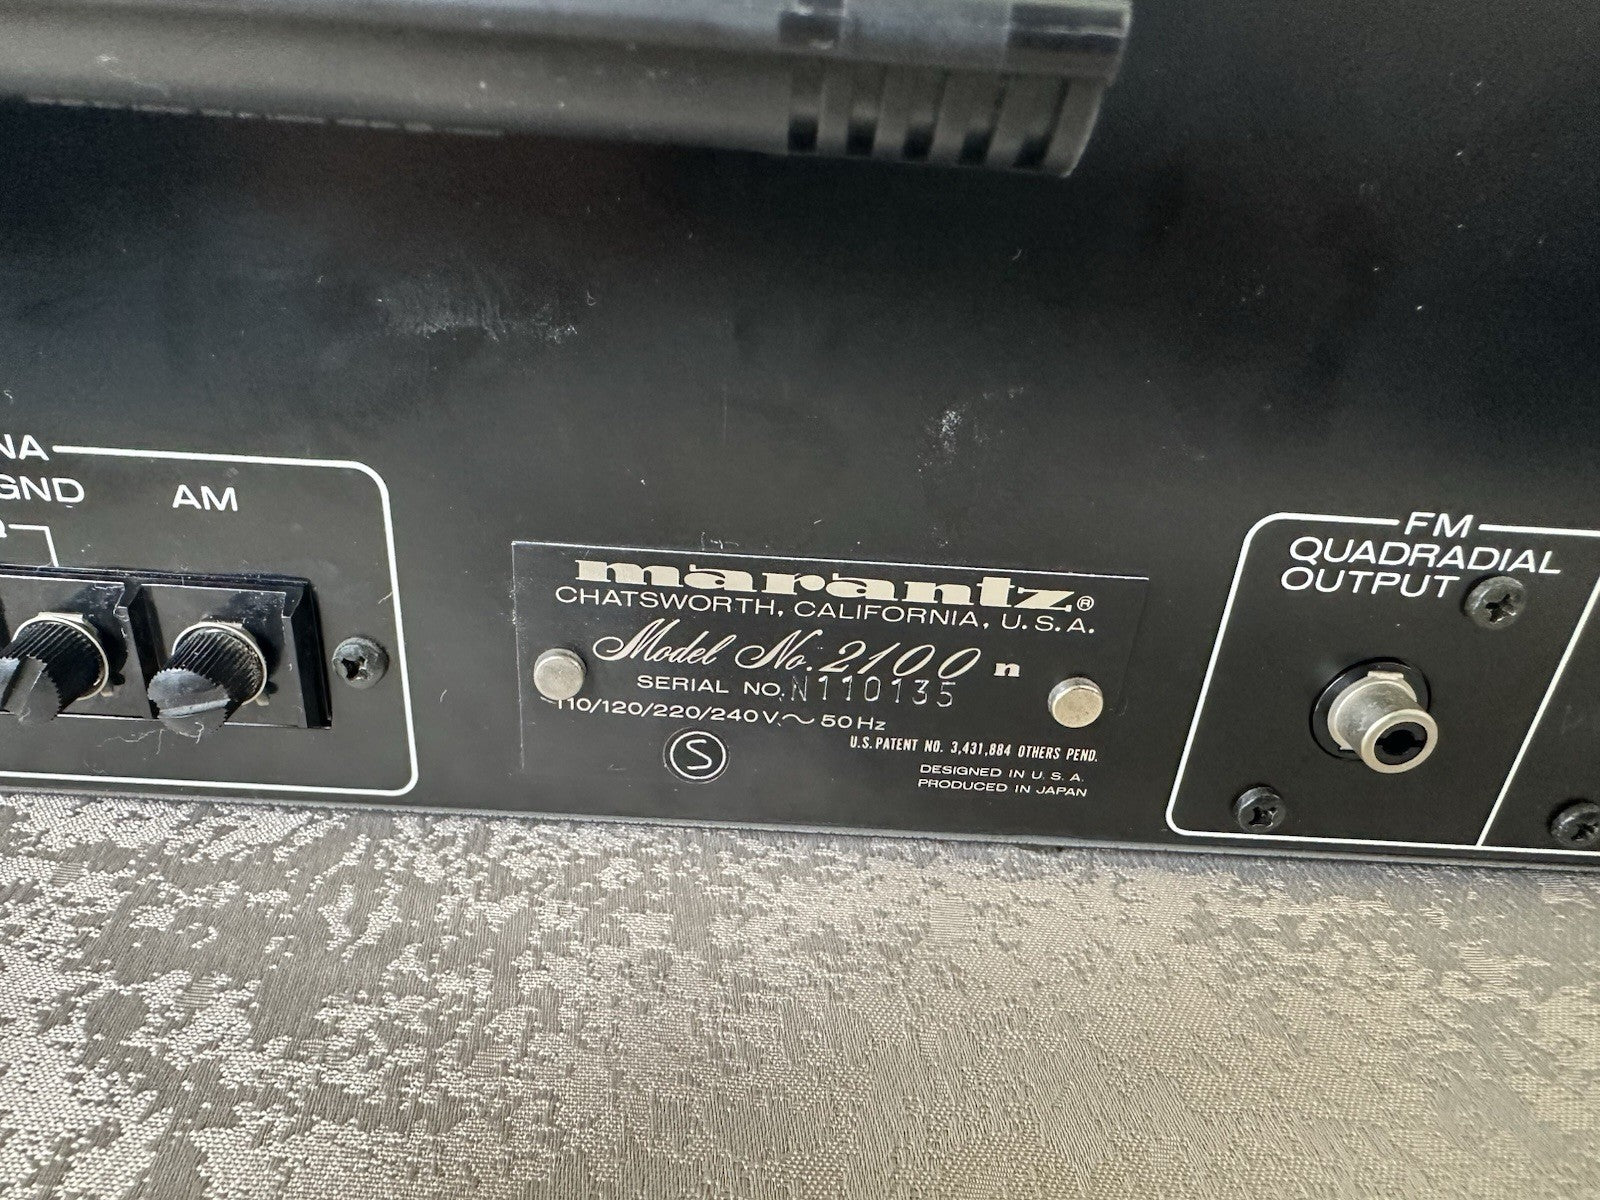 NA
GND
AM
Ω
marantz®
CHATSWORTH, CALIFORNIA, U.S.A.
Model No. 2100 n
SERIAL NO. N110135
110/120/220/240V.~50Hz
U.S. PATENT NO. 3,431,884 OTHERS PEND.
S
DESIGNED IN U.S.A.
PRODUCED IN JAPAN
FM
QUADRADIAL
OUTPUT